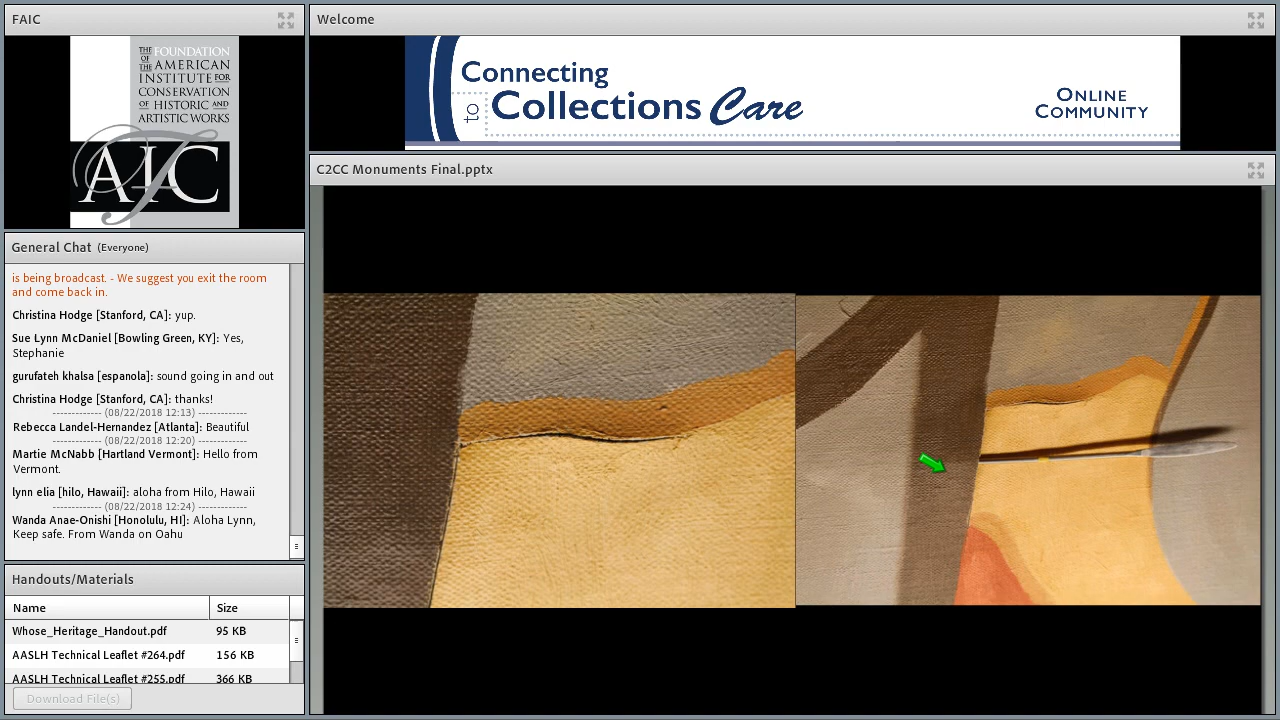 FAIC
THE FOUNDATION
OF THE AMERICAN
INSTITUTE FOR
CONSERVATION
OF HISTORIC AND
ARTISTIC WORKS
AIC
Welcome
Connecting
to Collections Care
ONLINE
COMMUNITY
C2CC Monuments Final.pptx
General Chat (Everyone)
is being broadcast. - We suggest you exit the room
and come back in.
Christina Hodge [Stanford, CA]: yup.
Sue Lynn McDaniel [Bowling Green, KY]: Yes,
Stephanie
gurufateh khalsa [espanola]: sound going in and out
Christina Hodge [Stanford, CA]: thanks!
------------- (08/22/2018 12:13) -------------
Rebecca Landel-Hernandez [Atlanta]: Beautiful
------------- (08/22/2018 12:20) -------------
Martie McNabb [Hartland Vermont]: Hello from
Vermont.
lynn elia [hilo, Hawaii]: aloha from Hilo, Hawaii
------------- (08/22/2018 12:24) -------------
Wanda Anae-Onishi [Honolulu, HI]: Aloha Lynn,
Keep safe. From Wanda on Oahu
Handouts/Materials
Name Size
Whose_Heritage_Handout.pdf 95 KB
AASLH Technical Leaflet #264.pdf 156 KB
AASLH Technical Leaflet #255.pdf 366 KB
Download File(s)